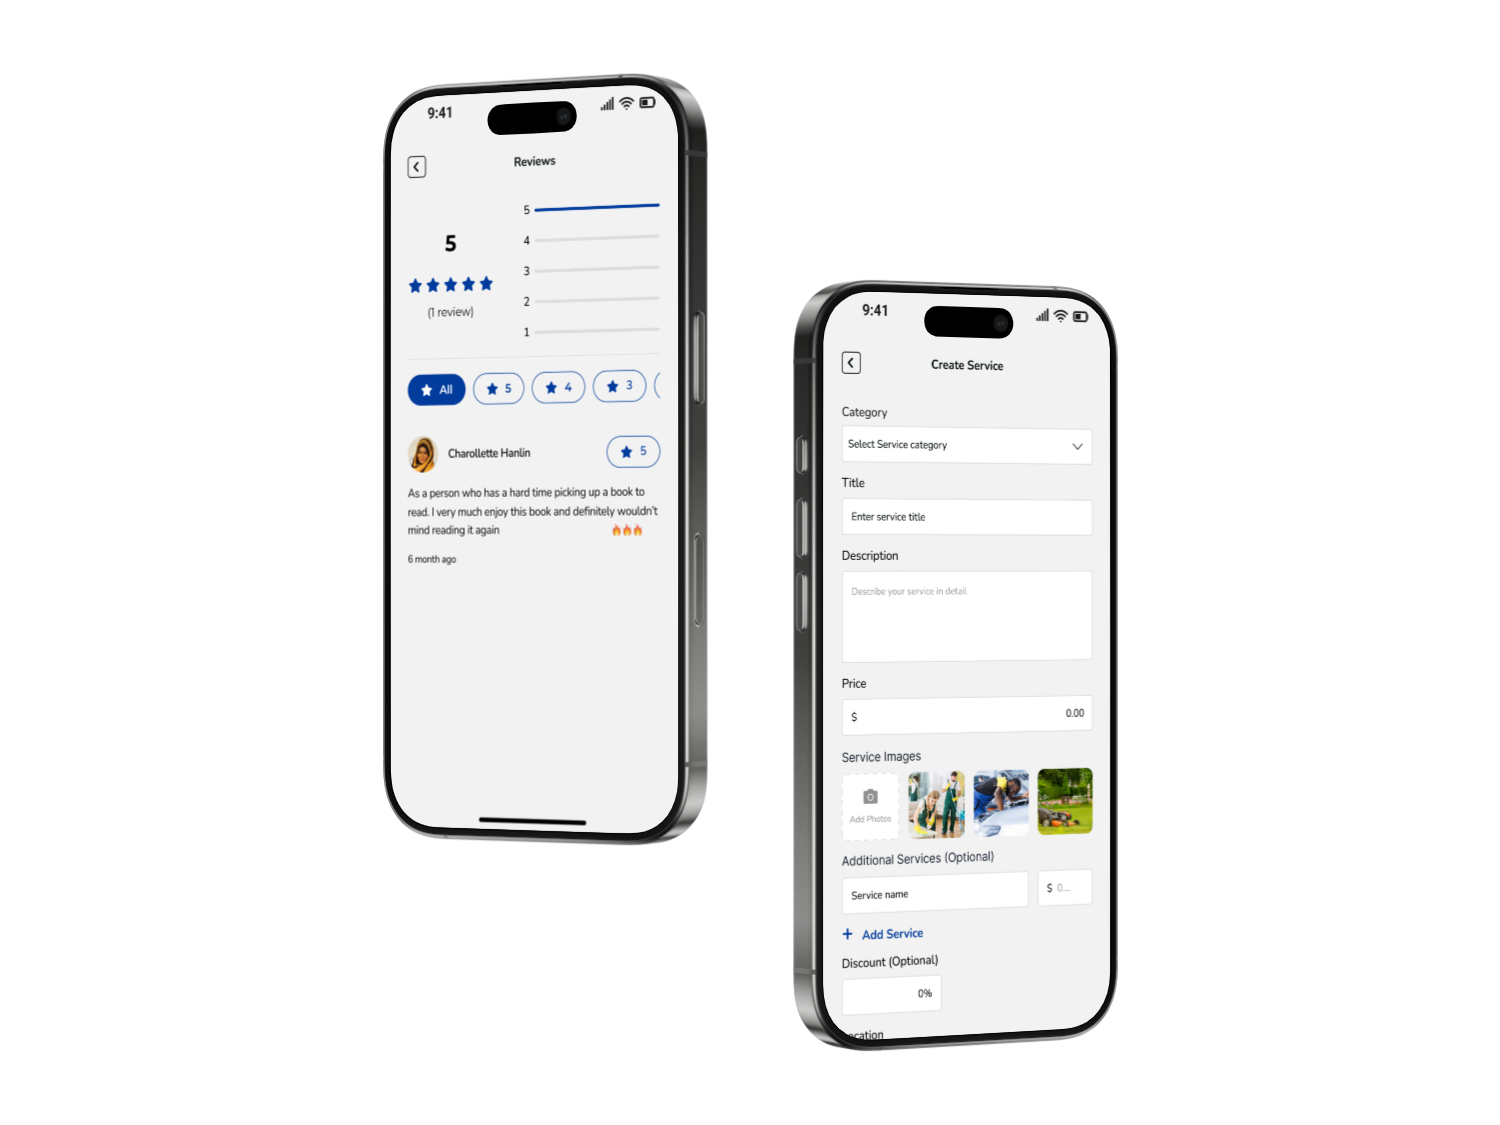 9:41
Reviews
5
(1 review)
5
4
3
2
1
All
5
4
3
Charollette Hanlin
5
As a person who has a hard time picking up a book to
read. I very much enjoy this book and definitely wouldn't
mind reading it again 🔥🔥🔥
6 month ago
9:41
Create Service
Category
Select Service category
Title
Enter service title
Description
Describe your service in detail
Price
$ 0.00
Service Images
Add Photos
Additional Services (Optional)
Service name
$ 0...
+ Add Service
Discount (Optional)
0%
Location